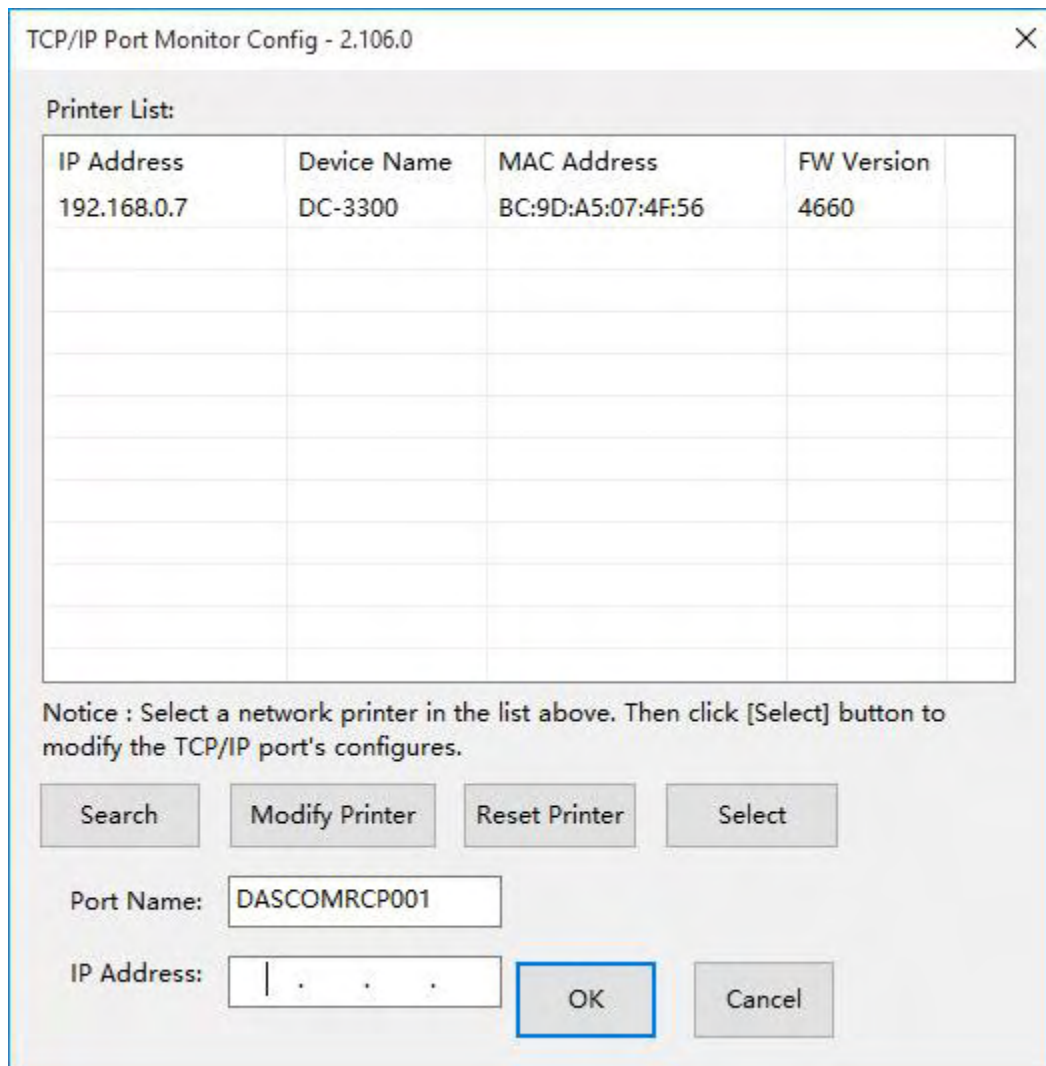 TCP/IP Port Monitor Config - 2.106.0
Printer List:
IP Address Device Name MAC Address FW Version
192.168.0.7 DC-3300 BC:9D:A5:07:4F:56 4660
Notice : Select a network printer in the list above. Then click [Select] button to
modify the TCP/IP port's configures.
Search Modify Printer Reset Printer Select
Port Name: DASCOMRCP001
IP Address: . . .
OK Cancel